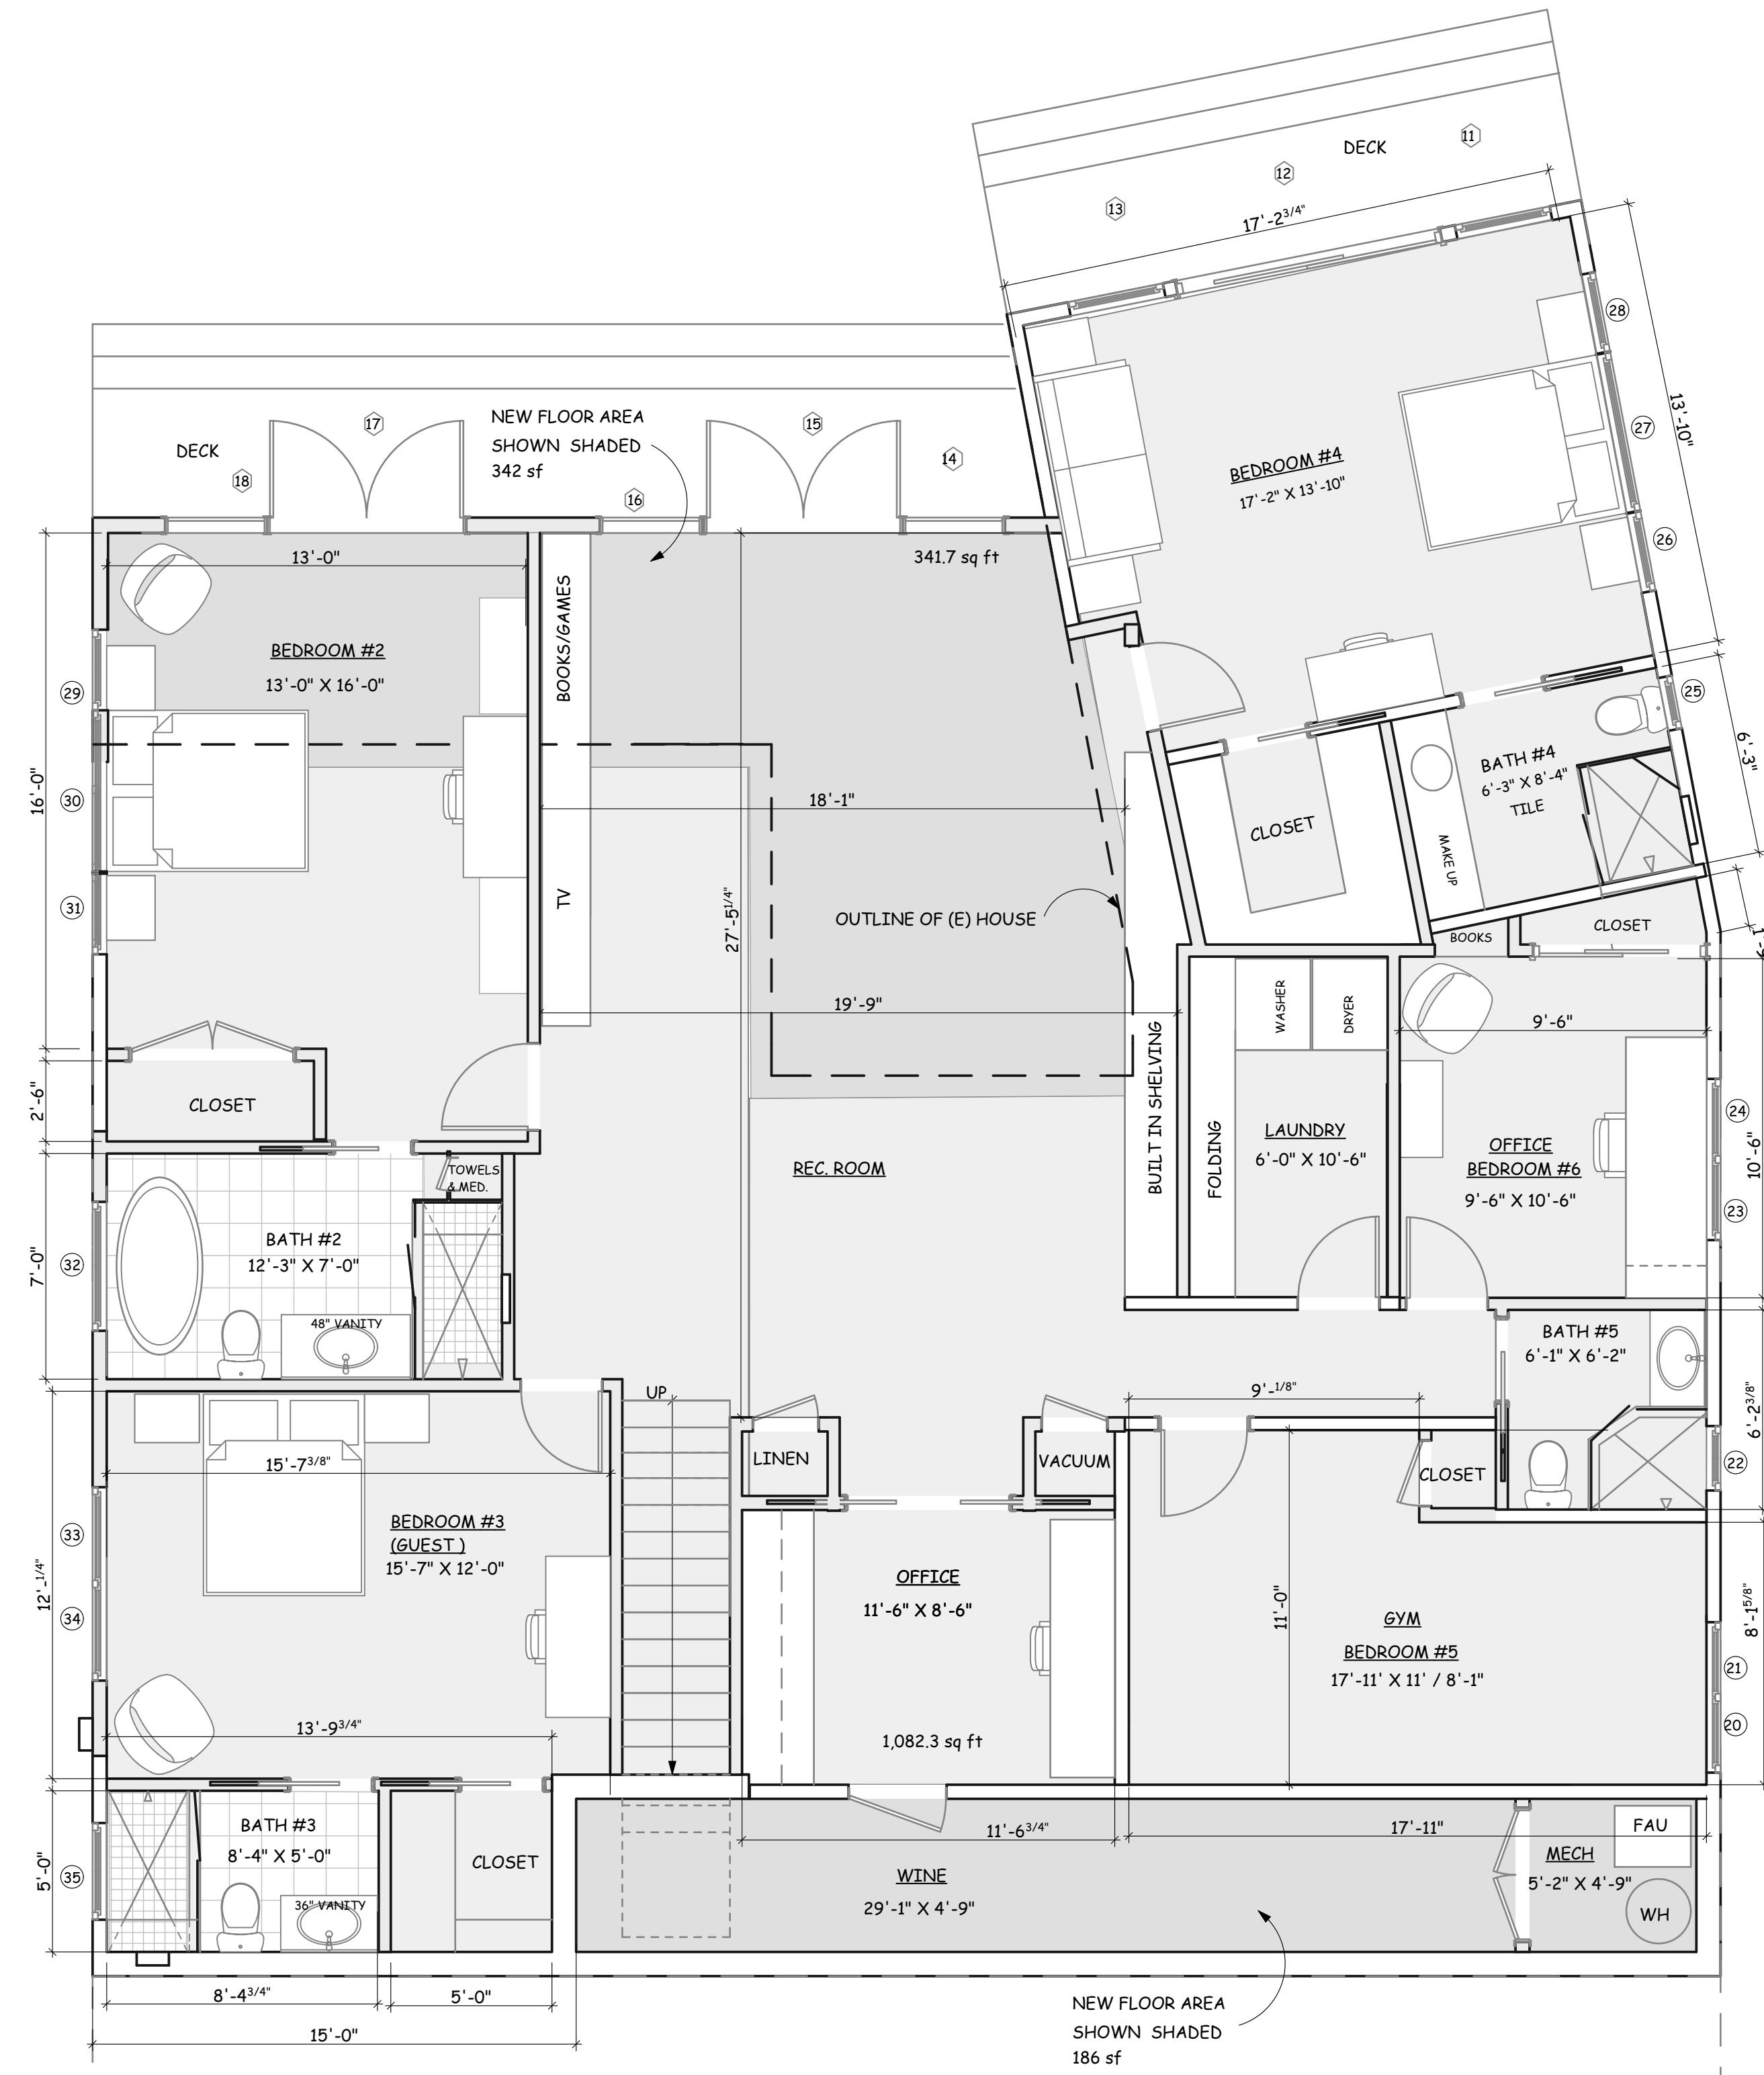 11
DECK
12
13
17'-2 3/4"
28
13'-10"
27
NEW FLOOR AREA
SHOWN SHADED
342 sf
17
15
DECK
14
18
16
BEDROOM #4
17'-2" X 13'-10"
26
13'-0"
341.7 sq ft
BOOKS/GAMES
BEDROOM #2
13'-0" X 16'-0"
29
25
6'-3"
BATH #4
6'-3" X 8'-4"
TILE
16'-0"
30
18'-1"
CLOSET
MAKE UP
31
TV
27'-5 1/4"
OUTLINE OF (E) HOUSE
BOOKS
CLOSET
19'-9"
WASHER
DRYER
9'-6"
2'-6"
CLOSET
BUILT IN SHELVING
FOLDING
LAUNDRY
6'-0" X 10'-6"
OFFICE
BEDROOM #6
9'-6" X 10'-6"
24
10'-6"
23
TOWELS
& MED.
REC. ROOM
7'-0"
32
BATH #2
12'-3" X 7'-0"
48" VANITY
BATH #5
6'-1" X 6'-2"
UP
9'-1/8"
6'-2 3/8"
15'-7 3/8"
LINEN
VACUUM
CLOSET
22
33
12'-1/4"
BEDROOM #3
(GUEST )
15'-7" X 12'-0"
34
OFFICE
11'-6" X 8'-6"
11'-0"
GYM
BEDROOM #5
17'-11' X 11' / 8'-1"
8'-1 5/8"
21
20
13'-9 3/4"
1,082.3 sq ft
BATH #3
8'-4" X 5'-0"
5'-0"
35
36" VANITY
CLOSET
11'-6 3/4"
17'-11"
FAU
WINE
29'-1" X 4'-9"
MECH
5'-2" X 4'-9"
WH
8'-4 3/4"
5'-0"
15'-0"
NEW FLOOR AREA
SHOWN SHADED
186 sf